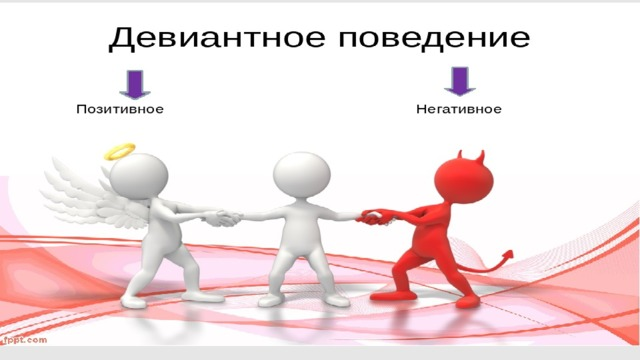 Девиантное поведение
Позитивное
Негативное
fppt.com